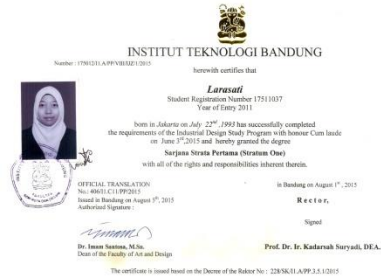 INSTITUT TEKNOLOGI BANDUNG
Number : 175012/I1.A/PP/VIII/IZ/1/2015
herewith certifies that
Larasati
Student Registration Number 17511037
Year of Entry 2011
born in Jakarta on July 22nd, 1993 has successfully completed
the requirements of the Industrial Design Study Program with honour Cum laude
on June 3rd, 2015 and hereby granted the degree
Sarjana Strata Pertama (Stratum One)
with all of the rights and responsibilities inherent therein.
OFFICIAL TRANSLATION
in Bandung on August 1st, 2015
No.: 406/I1.C11/PP/2015
Issued in Bandung on August 5th, 2015
Rector,
Authorized Signature :
Signed
Dr. Imam Santosa, M.Sn.
Prof. Dr. Ir. Kadarsah Suryadi, DEA.
Dean of the Faculty of Art and Design
The certificate is issued based on the Decree of the Rektor No : 228/SK/I1.A/PP.3.5.1/2015